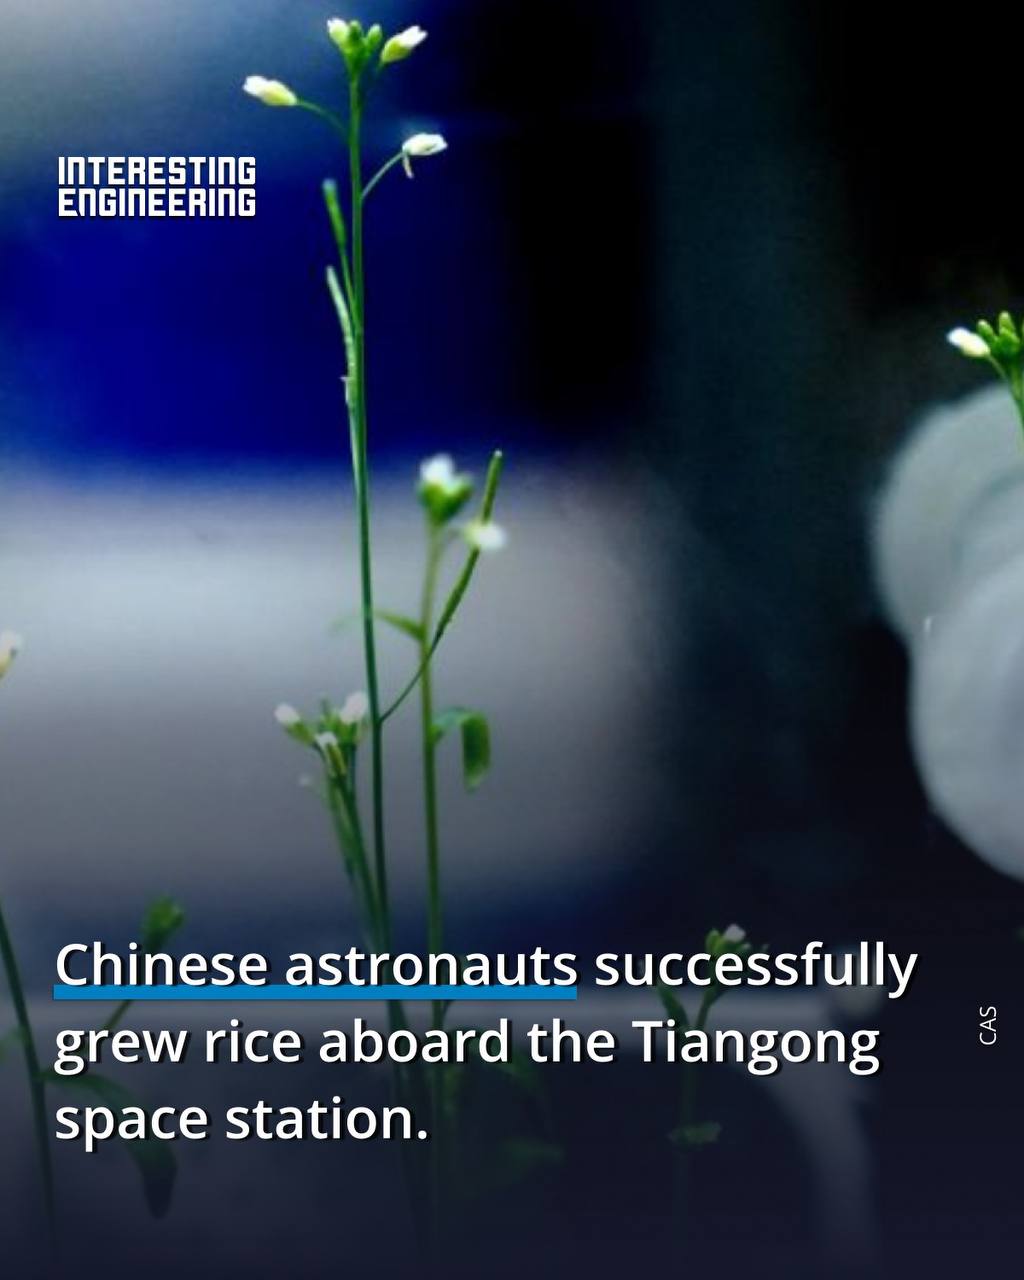 INTERESTING
ENGINEERING
Chinese astronauts successfully
grew rice aboard the Tiangong
space station.
CAS